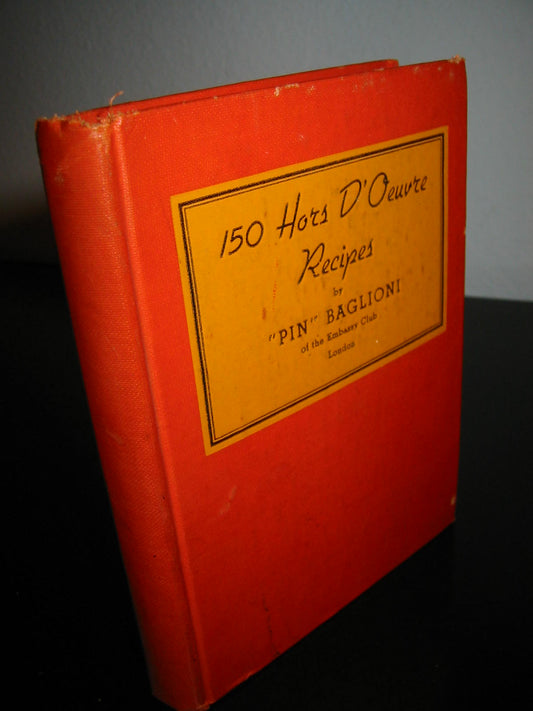 150 Hors D'Oeuvre
Recipes
by
"PIN" BAGLIONI
of the Embassy Club
London